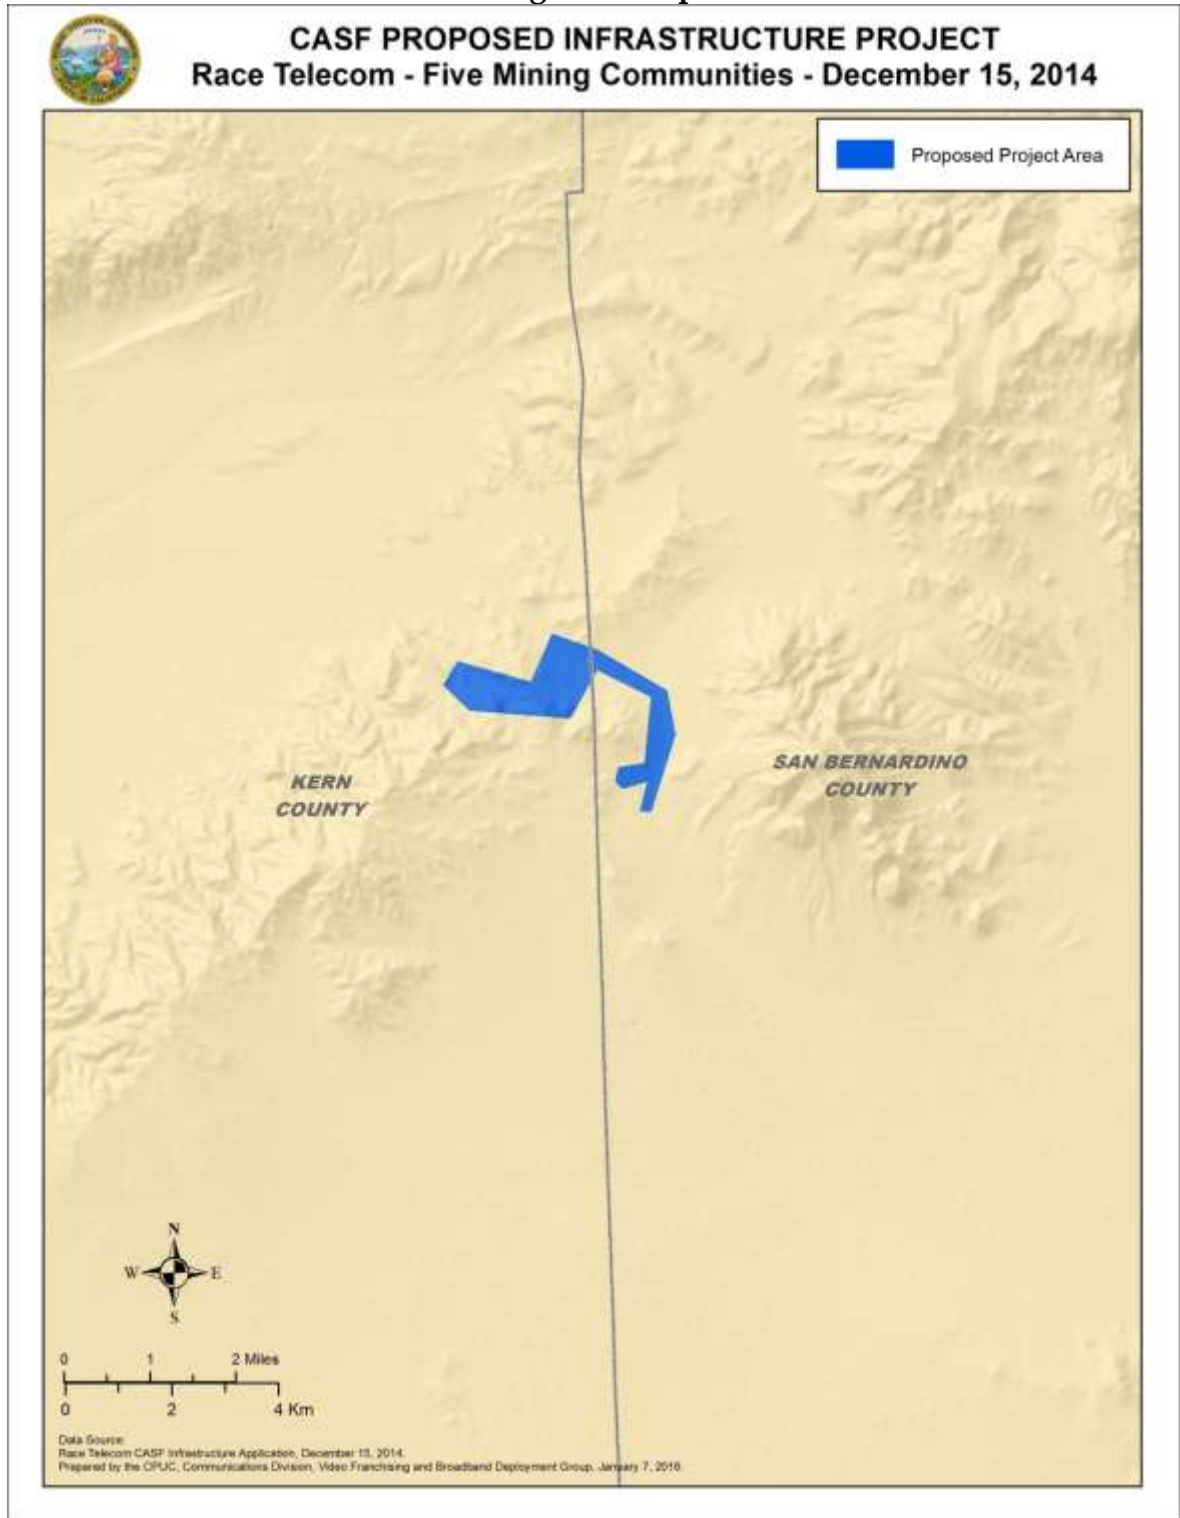 CASF PROPOSED INFRASTRUCTURE PROJECT
Race Telecom - Five Mining Communities - December 15, 2014
Proposed Project Area
KERN
COUNTY
SAN BERNARDINO
COUNTY
N
W E
S
0 1 2 Miles
0 2 4 Km
Data Source:
Race Telecom CASF Infrastructure Application, December 15, 2014.
Prepared by the CPUC, Communications Division, Video Franchising and Broadband Deployment Group, January 7, 2016.